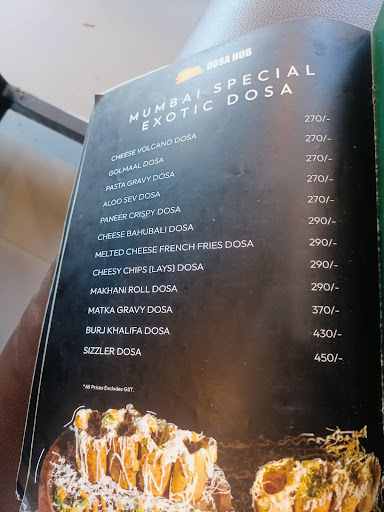 DOSA HUB
MUMBAI SPECIAL
EXOTIC DOSA
CHEESE VOLCANO DOSA 270/-
GOLMAAL DOSA 270/-
PASTA GRAVY DOSA 270/-
ALOO SEV DOSA 270/-
PANEER CRISPY DOSA 270/-
CHEESE BAHUBALI DOSA 290/-
MELTED CHEESE FRENCH FRIES DOSA 290/-
CHEESY CHIPS (LAYS) DOSA 290/-
MAKHANI ROLL DOSA 290/-
MATKA GRAVY DOSA 370/-
BURJ KHALIFA DOSA 430/-
SIZZLER DOSA 450/-
*All Prices Excludes GST.